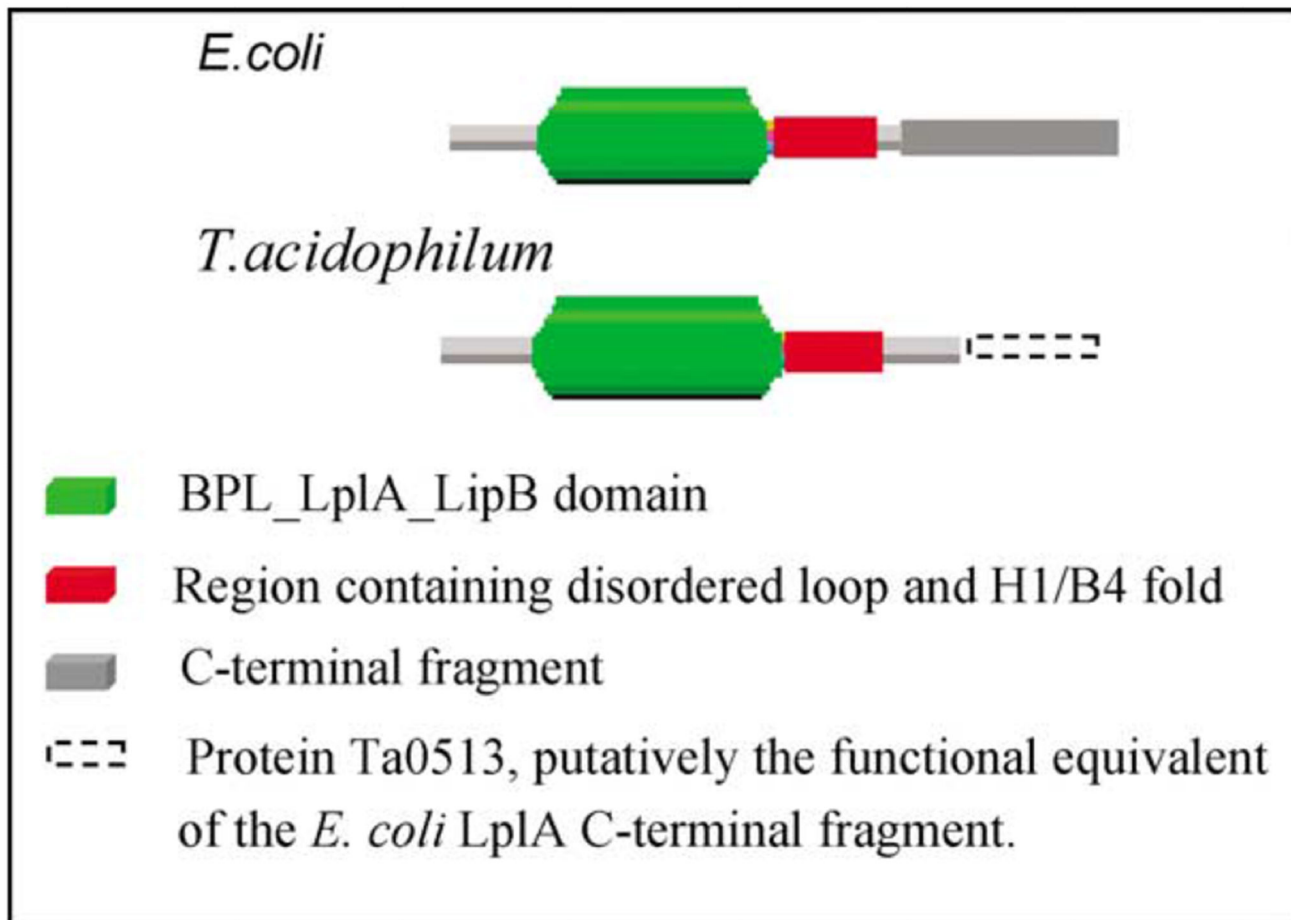 E.coli
T.acidophilum
BPL_LplA_LipB domain
Region containing disordered loop and H1/B4 fold
C-terminal fragment
Protein Ta0513, putatively the functional equivalent
of the E. coli LplA C-terminal fragment.